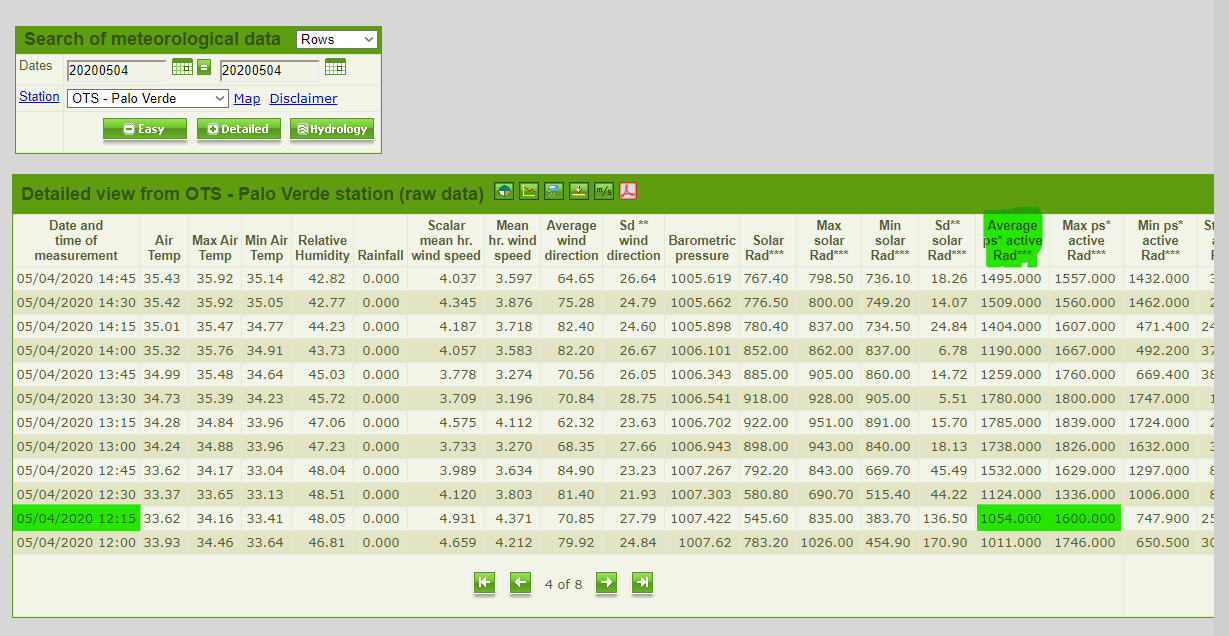 Search of meteorological data Rows
Dates 20200504 = 20200504
Station OTS - Palo Verde Map Disclaimer
Easy Detailed Hydrology
Detailed view from OTS - Palo Verde station (raw data) m/s
Date and time of measurement Air Temp Max Air Temp Min Air Temp Relative Humidity Rainfall Scalar mean hr. wind speed Mean hr. wind speed Average wind direction Sd ** wind direction Barometric pressure Solar Rad*** Max solar Rad*** Min solar Rad*** Sd** solar Rad*** Average ps* active Rad*** Max ps* active Rad*** Min ps* active Rad***
05/04/2020 14:45 35.43 35.92 35.14 42.82 0.000 4.037 3.597 64.65 26.64 1005.619 767.40 798.50 736.10 18.26 1495.000 1557.000 1432.000
05/04/2020 14:30 35.42 35.92 35.05 42.77 0.000 4.345 3.876 75.28 24.79 1005.662 776.50 800.00 749.20 14.07 1509.000 1560.000 1462.000
05/04/2020 14:15 35.01 35.47 34.77 44.23 0.000 4.187 3.718 82.40 24.60 1005.898 780.40 837.00 734.50 24.84 1404.000 1607.000 471.400
05/04/2020 14:00 35.32 35.76 34.91 43.73 0.000 4.057 3.583 82.20 26.67 1006.101 852.00 862.00 837.00 6.78 1190.000 1667.000 492.200
05/04/2020 13:45 34.99 35.48 34.64 45.03 0.000 3.778 3.274 70.56 26.05 1006.343 885.00 905.00 860.00 14.72 1259.000 1760.000 669.400
05/04/2020 13:30 34.73 35.39 34.23 45.72 0.000 3.709 3.196 70.84 28.75 1006.541 918.00 928.00 905.00 5.51 1780.000 1800.000 1747.000
05/04/2020 13:15 34.28 34.84 33.96 47.06 0.000 4.575 4.112 62.32 23.63 1006.702 922.00 951.00 891.00 15.70 1785.000 1839.000 1724.000
05/04/2020 13:00 34.24 34.88 33.96 47.23 0.000 3.733 3.270 68.35 27.66 1006.943 898.00 943.00 840.00 18.13 1738.000 1826.000 1632.000
05/04/2020 12:45 33.62 34.17 33.04 48.04 0.000 3.989 3.634 84.90 23.23 1007.267 792.20 843.00 669.70 45.49 1532.000 1629.000 1297.000
05/04/2020 12:30 33.37 33.65 33.13 48.51 0.000 4.120 3.803 81.40 21.93 1007.303 580.80 690.70 515.40 44.22 1124.000 1336.000 1006.000
05/04/2020 12:15 33.62 34.16 33.41 48.05 0.000 4.931 4.371 70.85 27.79 1007.422 545.60 835.00 383.70 136.50 1054.000 1600.000 747.900
05/04/2020 12:00 33.93 34.46 33.64 46.81 0.000 4.659 4.212 79.92 24.84 1007.62 783.20 1026.00 454.90 170.90 1011.000 1746.000 650.500
4 of 8